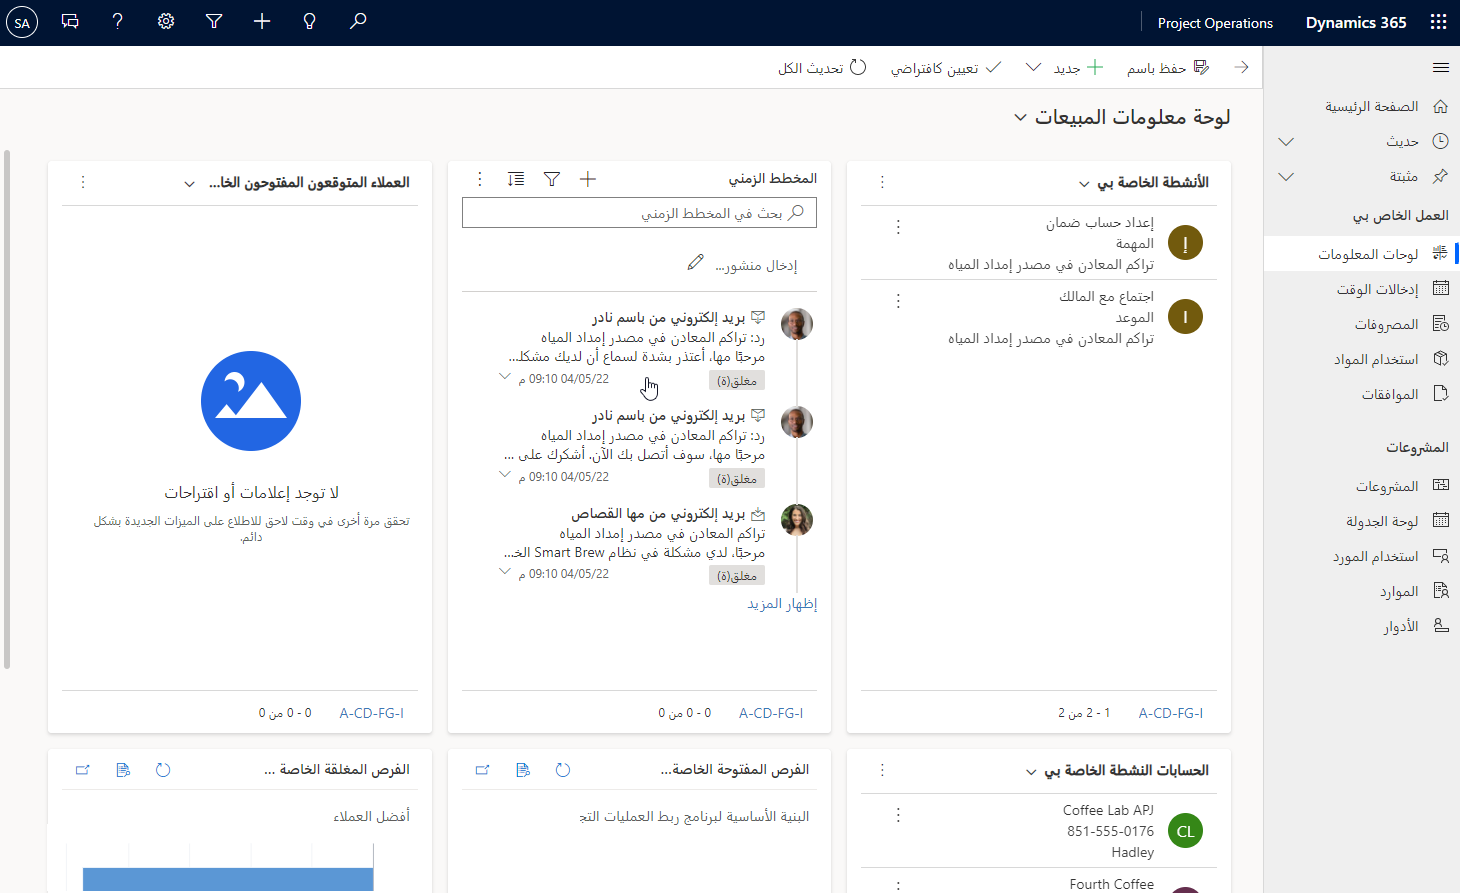 Dynamics 365
Project Operations
SA
حفظ باسم
جديد
تعيين كافتراضي
تحديث الكل
الصفحة الرئيسية
حديث
مثبتة
العمل الخاص بي
لوحات المعلومات
إدخالات الوقت
المصروفات
استخدام المواد
الموافقات
المشروعات
المشروعات
لوحة الجدولة
استخدام المورد
الموارد
الأدوار
لوحة معلومات المبيعات
الأنشطة الخاصة بي
إ
إعداد حساب ضمان
المهمة
تراكم المعادن في مصدر إمداد المياه
ا
اجتماع مع المالك
الموعد
تراكم المعادن في مصدر إمداد المياه
A-CD-FG-I
1 - 2 من 2
المخطط الزمني
بحث في المخطط الزمني
إدخال منشور...
بريد إلكتروني من باسم نادر
رد: تراكم المعادن في مصدر إمداد المياه
مرحبًا مها، أعتذر بشدة لسماع أن لديك مشكلة...
مغلق(ة)
04/05/22 09:10 م
بريد إلكتروني من باسم نادر
رد: تراكم المعادن في مصدر إمداد المياه
مرحبًا مها، سوف أتصل بك الآن. أشكرك على ...
مغلق(ة)
04/05/22 09:10 م
بريد إلكتروني من مها القصاص
تراكم المعادن في مصدر إمداد المياه
مرحبًا، لدي مشكلة في نظام Smart Brew الخ...
مغلق(ة)
04/05/22 09:10 م
إظهار المزيد
A-CD-FG-I
0 - 0 من 0
العملاء المتوقعون المفتوحون الخا...
لا توجد إعلامات أو اقتراحات
تحقق مرة أخرى في وقت لاحق للاطلاع على الميزات الجديدة بشكل
دائم.
A-CD-FG-I
0 - 0 من 0
الحسابات النشطة الخاصة بي
CL
Coffee Lab APJ
851-555-0176
Hadley
Fourth Coffee
الفرص المفتوحة الخاصة...
البنية الأساسية لبرنامج ربط العمليات التج
الفرص المغلقة الخاصة ...
أفضل العملاء